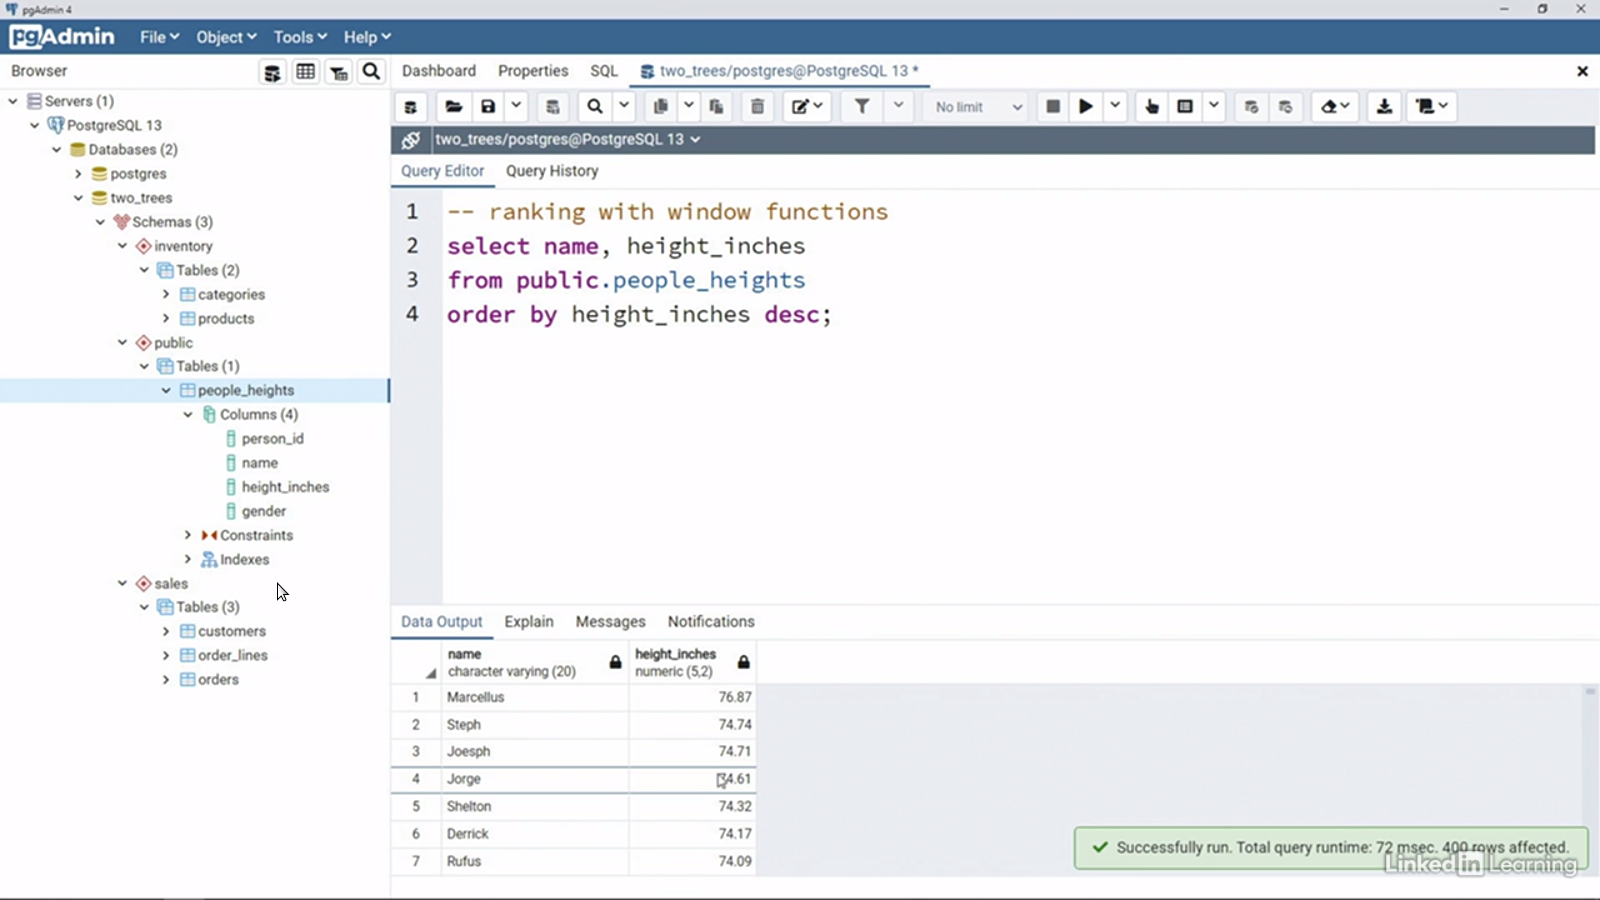 pgAdmin 4
pgAdmin File Object Tools Help
Browser
Dashboard Properties SQL two_trees/postgres@PostgreSQL 13 *
No limit
two_trees/postgres@PostgreSQL 13
Query Editor Query History
Servers (1)
PostgreSQL 13
Databases (2)
postgres
two_trees
Schemas (3)
inventory
Tables (2)
categories
products
public
Tables (1)
people_heights
Columns (4)
person_id
name
height_inches
gender
Constraints
Indexes
sales
Tables (3)
customers
order_lines
orders
1 -- ranking with window functions
2 select name, height_inches
3 from public.people_heights
4 order by height_inches desc;
Data Output Explain Messages Notifications
name height_inches
character varying (20) numeric (5,2)
1 Marcellus 76.87
2 Steph 74.74
3 Joesph 74.71
4 Jorge 74.61
5 Shelton 74.32
6 Derrick 74.17
7 Rufus 74.09
Successfully run. Total query runtime: 72 msec. 400 rows affected.
LinkedIn Learning